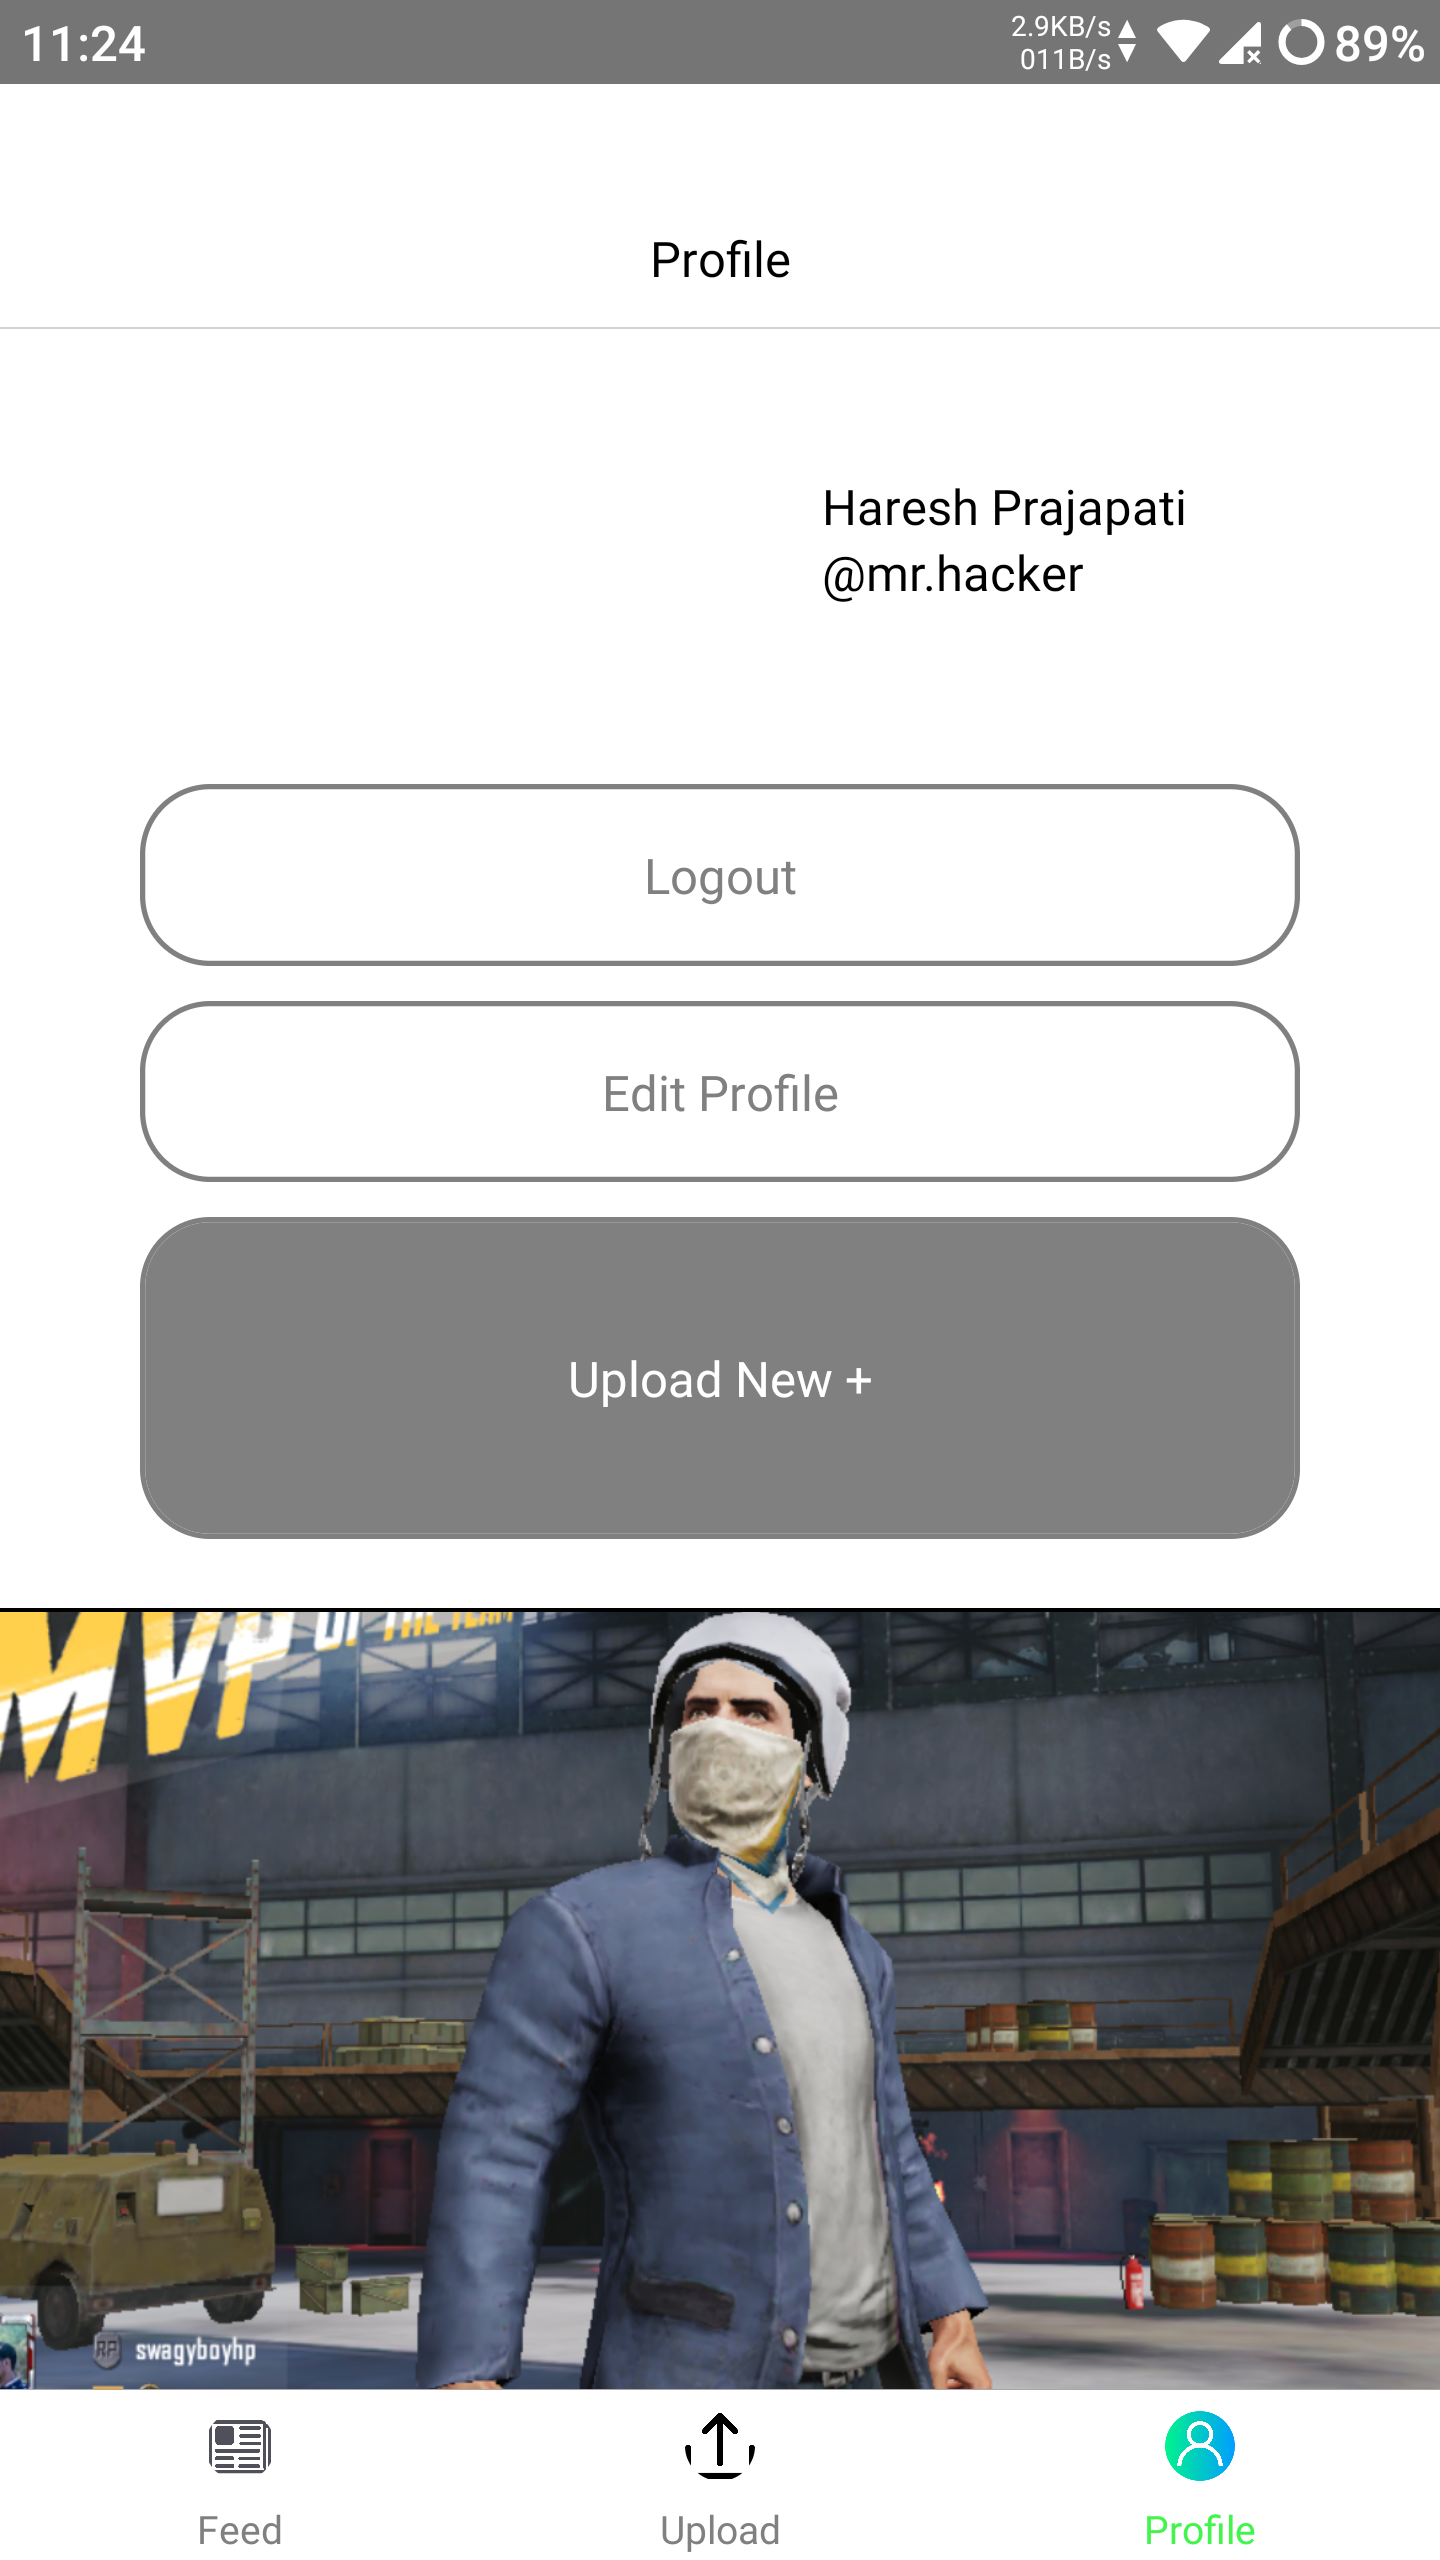 11:24
2.9KB/s
011B/s
89%
Profile
Haresh Prajapati
@mr.hacker
Logout
Edit Profile
Upload New +
MVP OF THE TEAM
RP swagyboyhp
Feed
Upload
Profile